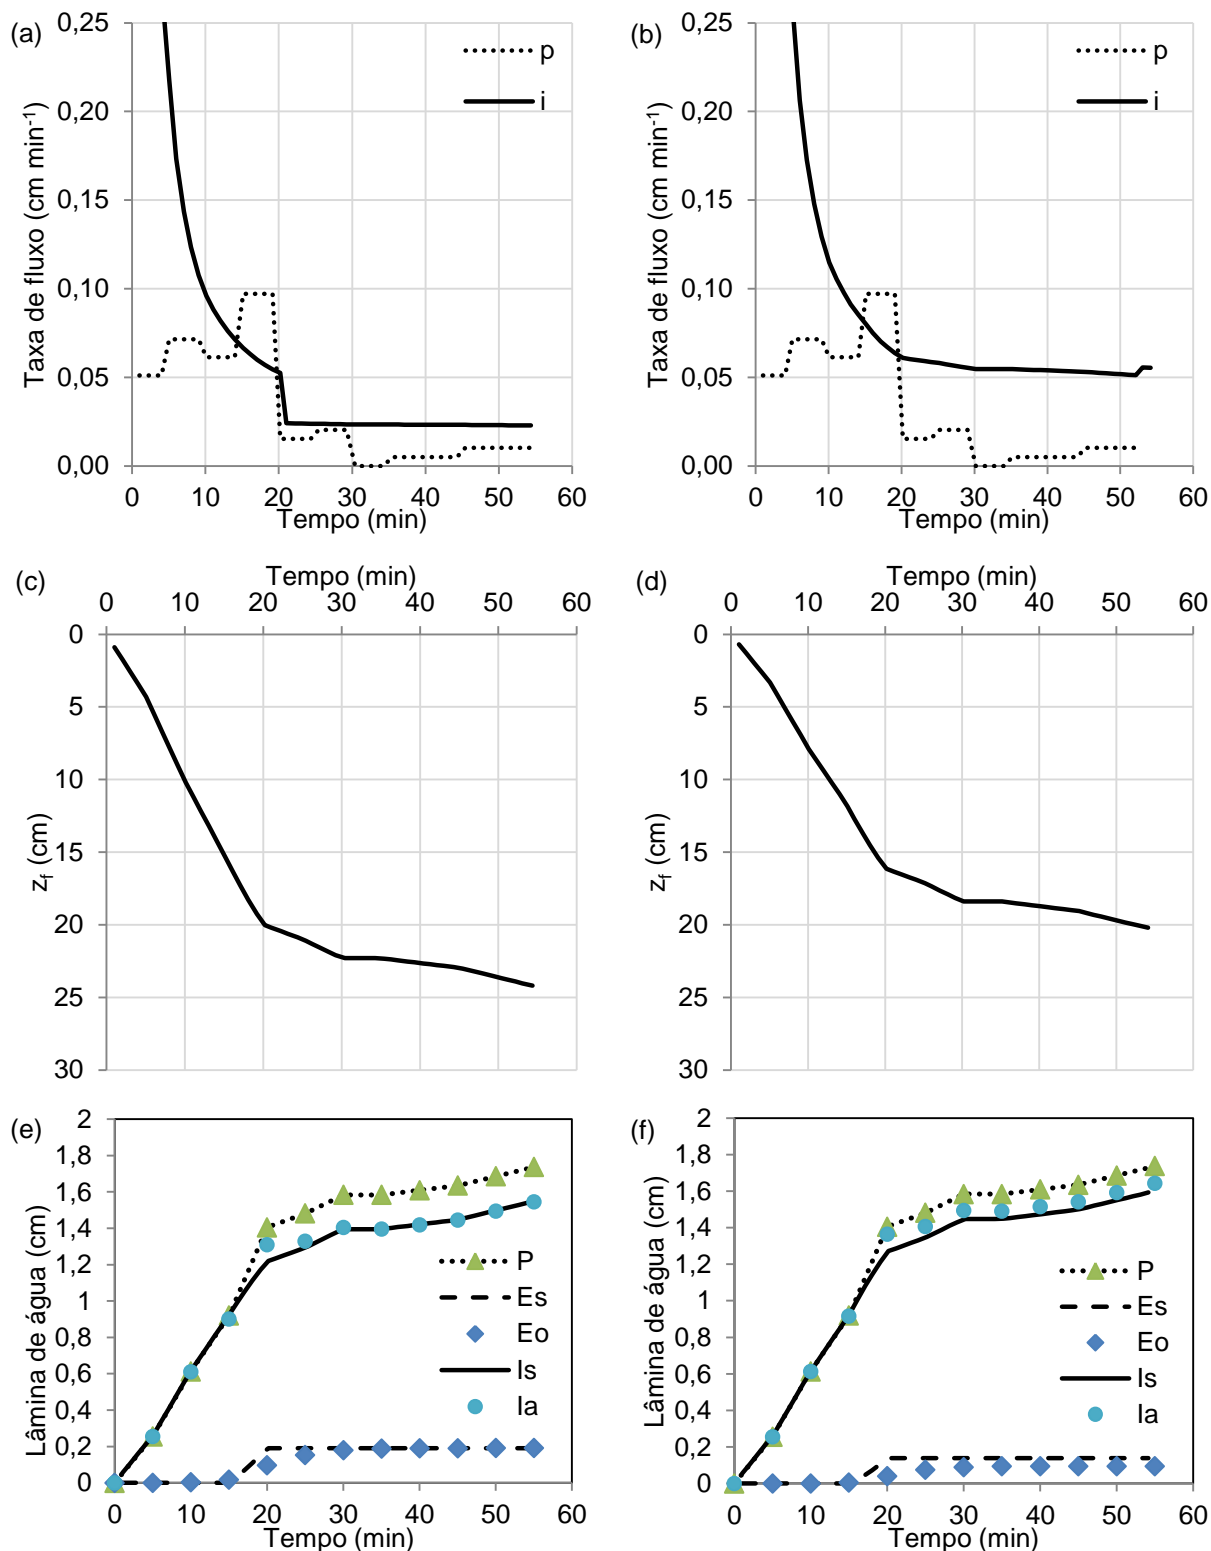 (a)
Taxa de fluxo (cm min⁻¹)
0,25
0,20
0,15
0,10
0,05
0,00
p
i
0 10 20 30 40 50 60
Tempo (min)
(b)
Taxa de fluxo (cm min⁻¹)
0,25
0,20
0,15
0,10
0,05
0,00
p
i
0 10 20 30 40 50 60
Tempo (min)
(c)
Tempo (min)
0 10 20 30 40 50 60
z_f (cm)
0
5
10
15
20
25
30
(d)
Tempo (min)
0 10 20 30 40 50 60
z_f (cm)
0
5
10
15
20
25
30
(e)
Lâmina de água (cm)
2
1,8
1,6
1,4
1,2
1
0,8
0,6
0,4
0,2
0
P
Es
Eo
Is
Ia
0 10 20 30 40 50 60
Tempo (min)
(f)
Lâmina de água (cm)
2
1,8
1,6
1,4
1,2
1
0,8
0,6
0,4
0,2
0
P
Es
Eo
Is
Ia
0 10 20 30 40 50 60
Tempo (min)